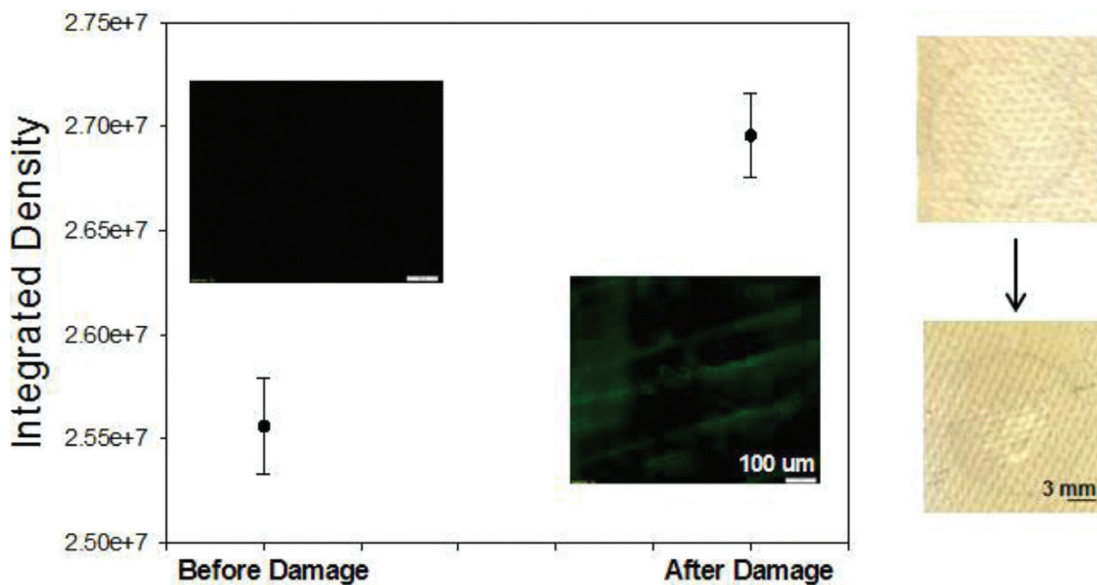 Integrated Density
2.75e+7
2.70e+7
2.65e+7
2.60e+7
2.55e+7
2.50e+7
Before Damage
After Damage
100 um
3 mm